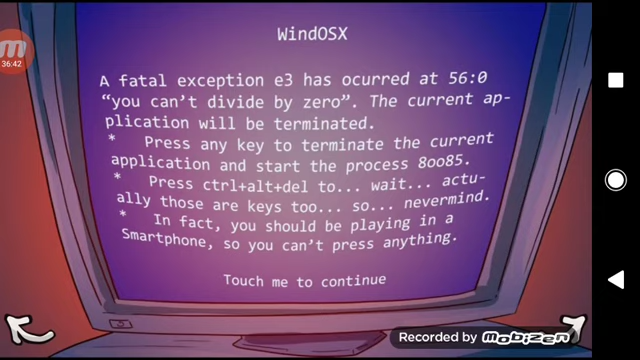 WindOSX
A fatal exception e3 has ocurred at 56:0
“you can’t divide by zero”. The current ap-
plication will be terminated.
* Press any key to terminate the current
application and start the process 8oo85.
* Press ctrl+alt+del to... wait... actu-
ally those are keys too... so... nevermind.
* In fact, you should be playing in a
Smartphone, so you can’t press anything.
Touch me to continue
36:42
Recorded by Mobizen